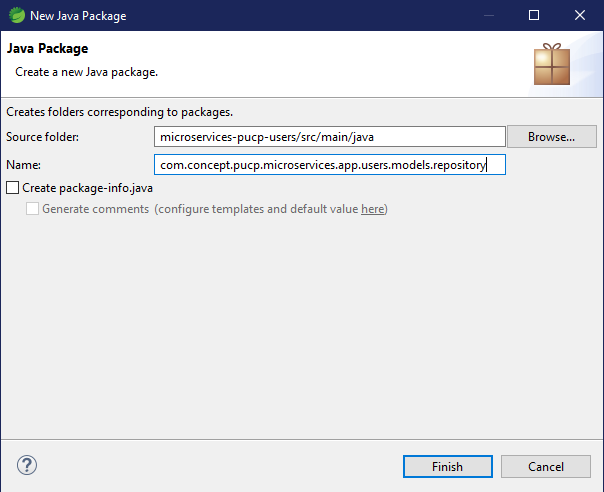 New Java Package
Java Package
Create a new Java package.
Creates folders corresponding to packages.
Source folder: microservices-pucp-users/src/main/java Browse...
Name: com.concept.pucp.microservices.app.users.models.repository
Create package-info.java
Generate comments (configure templates and default value here)
? Finish Cancel